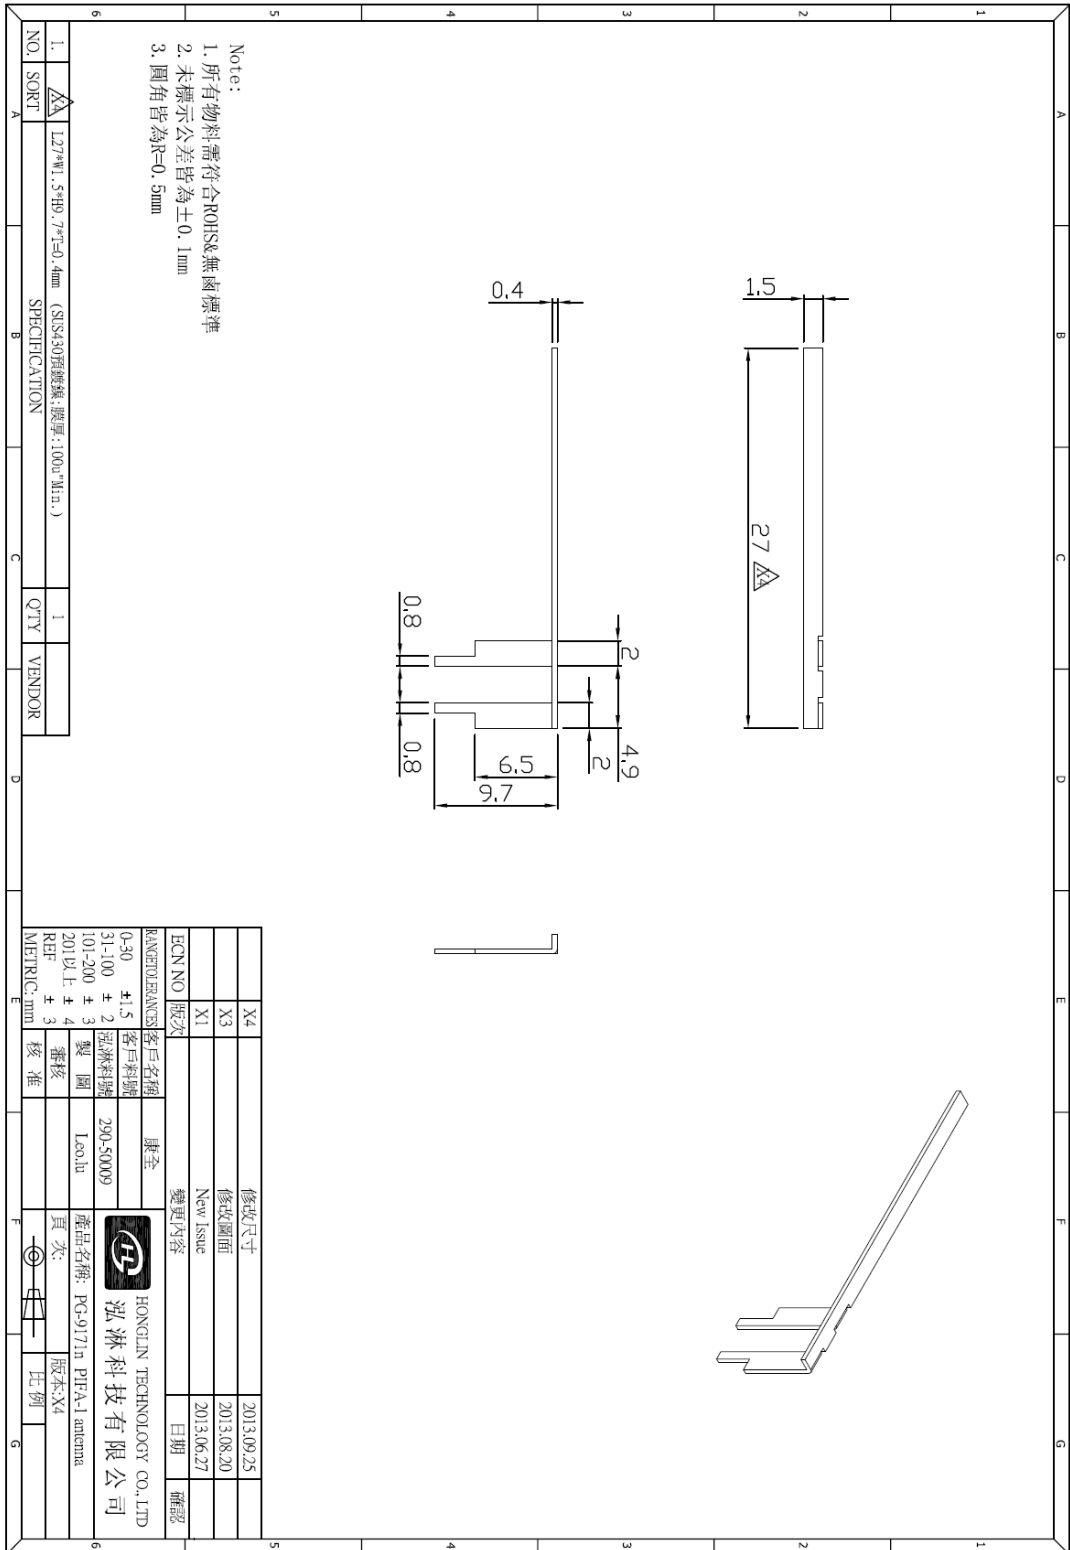 6
5
4
3
2
1
A
B
C
D
E
F
G
1.5
27 X4
0.4
2
4.9
2
0.8
0.8
6.5
9.7
Note:
1. 所有物料需符合ROHS&無鹵標準
2. 未標示公差皆為±0.1mm
3. 圓角皆為R=0.5mm
1. X4 L27*W1.5*H9.7*T=0.4mm (SUS430預鍍鎳;膜厚:100u"Min.) 1
NO. SORT SPECIFICATION Q'TY VENDOR
X4 修改尺寸 2013.09.25
X3 修改圖面 2013.08.20
X1 New Issue 2013.06.27
ECN NO 版次 變更內容 日期 確認
RANGETOLERANCES
0-30 ±1.5
31-100 ± 2
101-200 ± 3
201以上 ± 4
REF ± 3
METRIC: mm
客戶名稱 康全
客戶料號
泓淋料號 290-50009
製 圖 Leo.lu
審核
核 准
HL
HONGLIN TECHNOLOGY CO., LTD
泓淋科技有限公司
產品名稱: PG-9171n PIFA-1 antenna
頁 次: 版本:X4
比 例
A
B
C
D
E
F
G
6
5
4
3
2
1